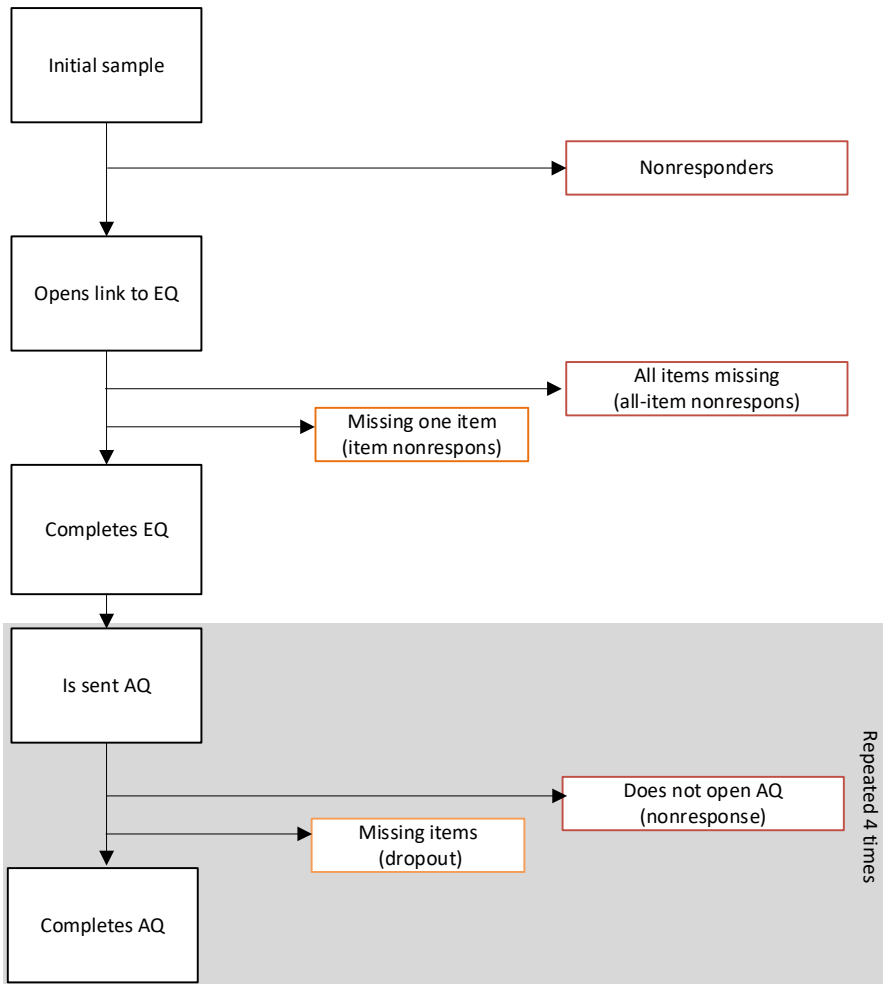 Initial sample
Nonresponders
Opens link to EQ
All items missing
(all-item nonrespons)
Missing one item
(item nonrespons)
Completes EQ
Is sent AQ
Does not open AQ
(nonresponse)
Missing items
(dropout)
Completes AQ
Repeated 4 times